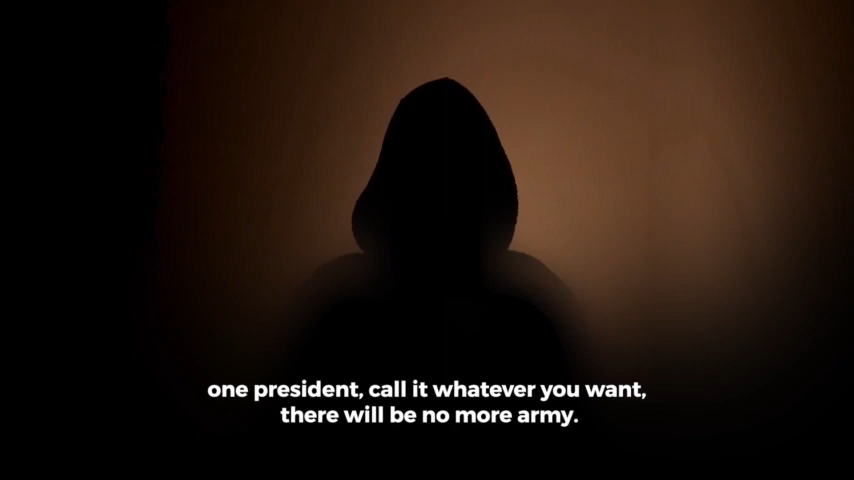 one president, call it whatever you want,
there will be no more army.